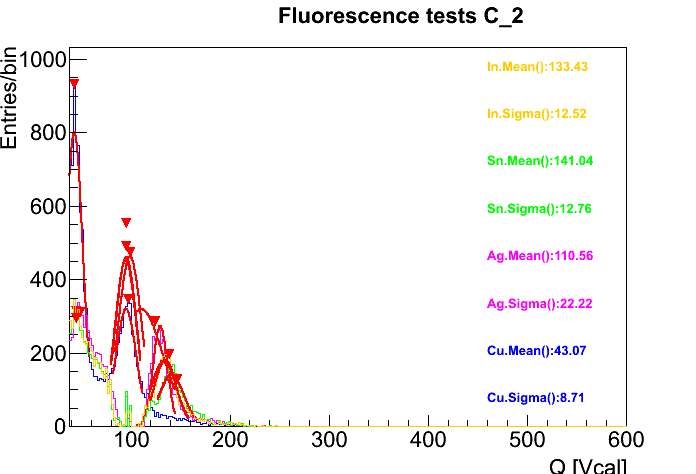 Fluorescence tests C_2
Entries/bin
1000
800
600
400
200
0
100
200
300
400
500
600
Q [Vcal]
In.Mean():133.43
In.Sigma():12.52
Sn.Mean():141.04
Sn.Sigma():12.76
Ag.Mean():110.56
Ag.Sigma():22.22
Cu.Mean():43.07
Cu.Sigma():8.71